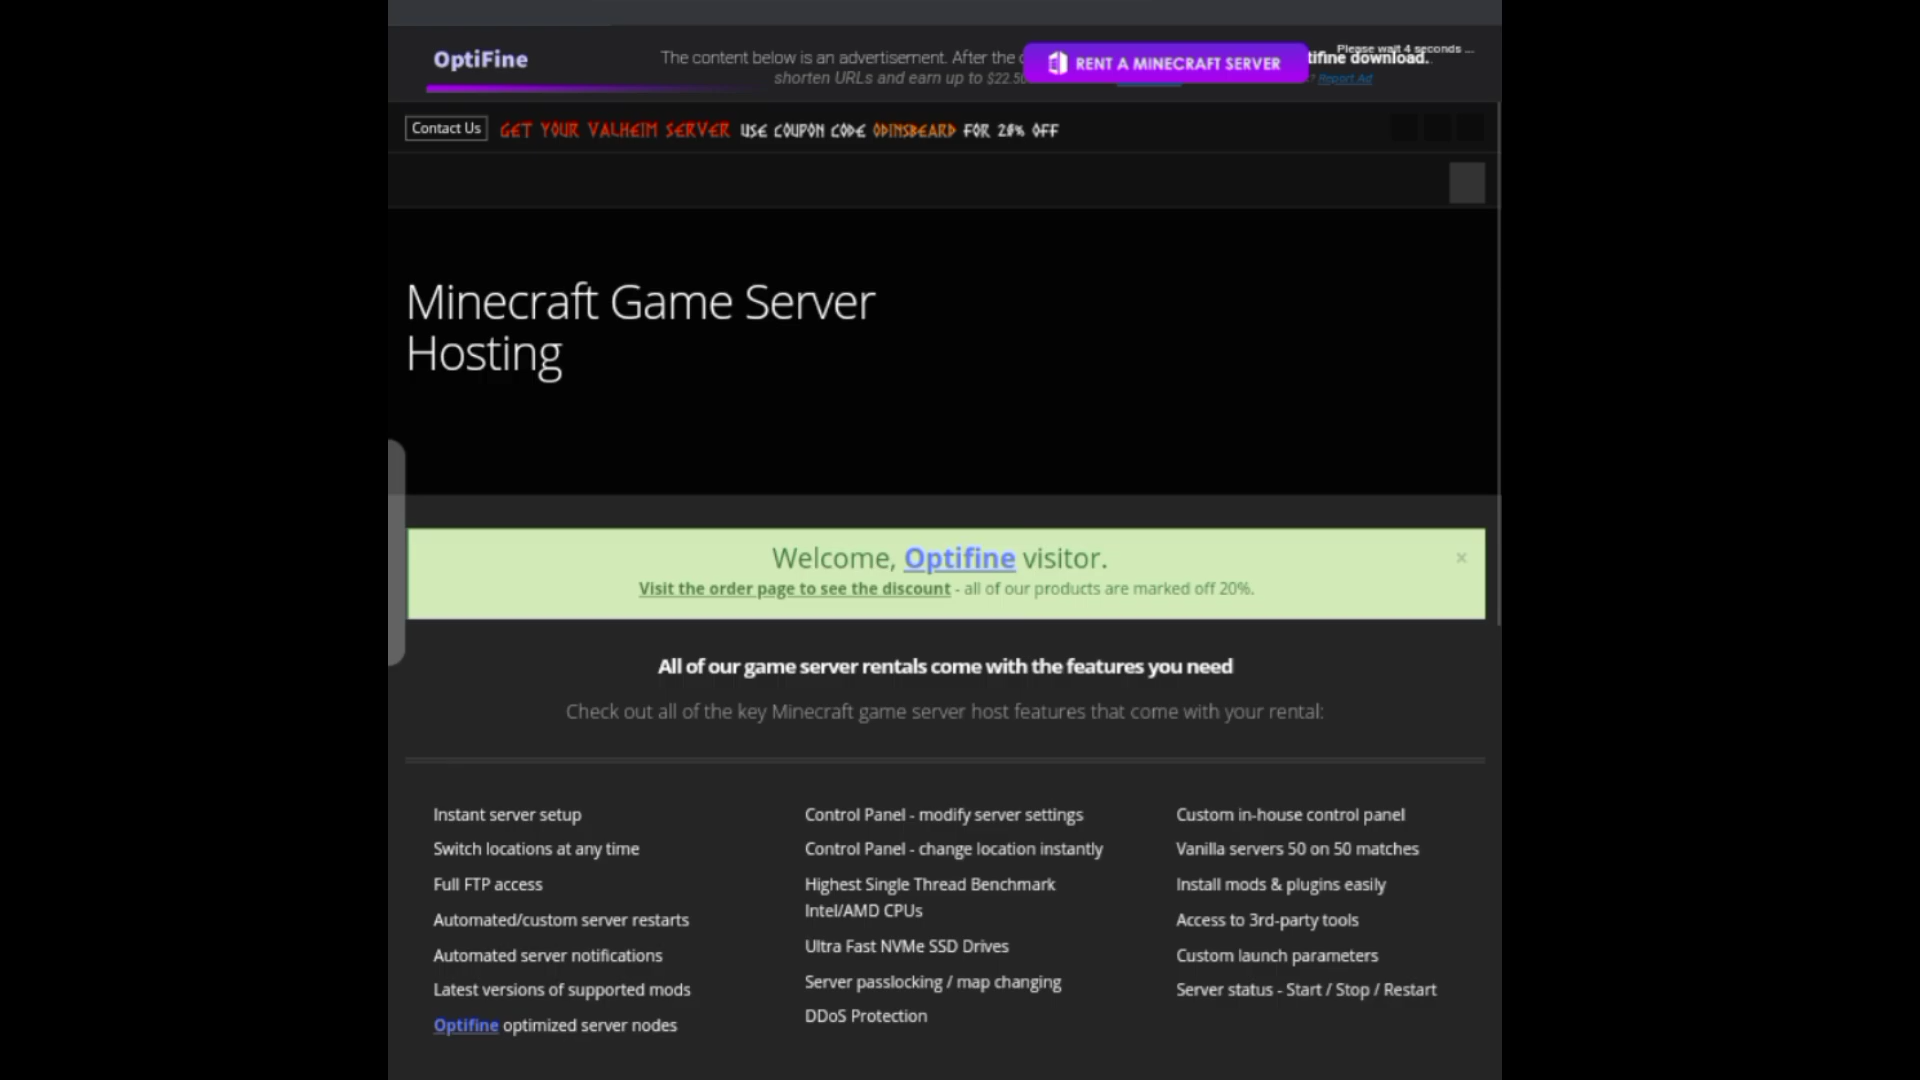 OptiFine
The content below is an advertisement. After the
shorten URLs and earn up to
RENT A MINECRAFT SERVER
Please wait 4 seconds ...
download.
Report Ad
Contact Us
GET YOUR VALHEIM SERVER USE COUPON CODE ODINSBEARD FOR 20% OFF
Minecraft Game Server
Hosting
Welcome, Optifine visitor.
×
Visit the order page to see the discount - all of our products are marked off 20%.
All of our game server rentals come with the features you need
Check out all of the key Minecraft game server host features that come with your rental:
Instant server setup
Switch locations at any time
Full FTP access
Automated/custom server restarts
Automated server notifications
Latest versions of supported mods
Optifine optimized server nodes
Control Panel - modify server settings
Control Panel - change location instantly
Highest Single Thread Benchmark
Intel/AMD CPUs
Ultra Fast NVMe SSD Drives
Server passlocking / map changing
DDoS Protection
Custom in-house control panel
Vanilla servers 50 on 50 matches
Install mods & plugins easily
Access to 3rd-party tools
Custom launch parameters
Server status - Start / Stop / Restart